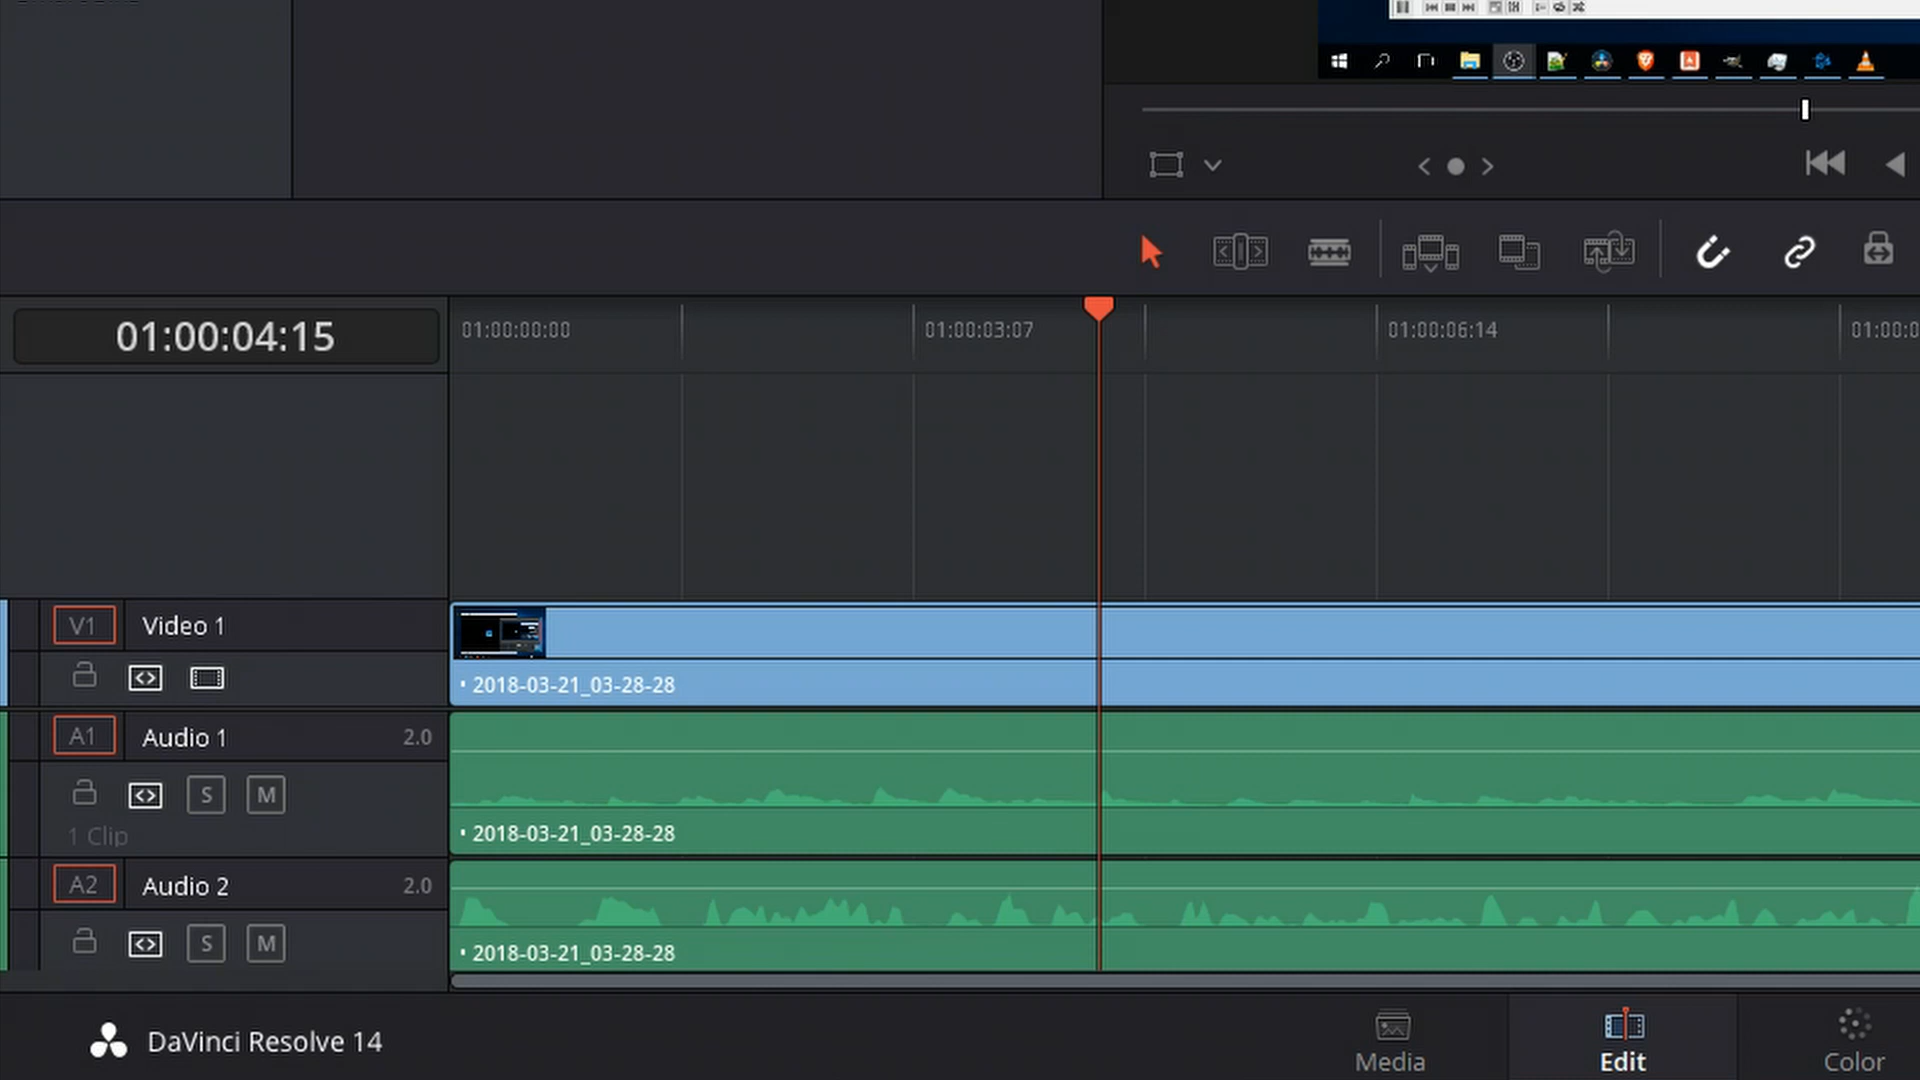 01:00:04:15
01:00:00:00
01:00:03:07
01:00:06:14
01:00:0
V1 Video 1
2018-03-21_03-28-28
A1 Audio 1 2.0
S M
1 Clip
2018-03-21_03-28-28
A2 Audio 2 2.0
S M
2018-03-21_03-28-28
DaVinci Resolve 14
Media
Edit
Color